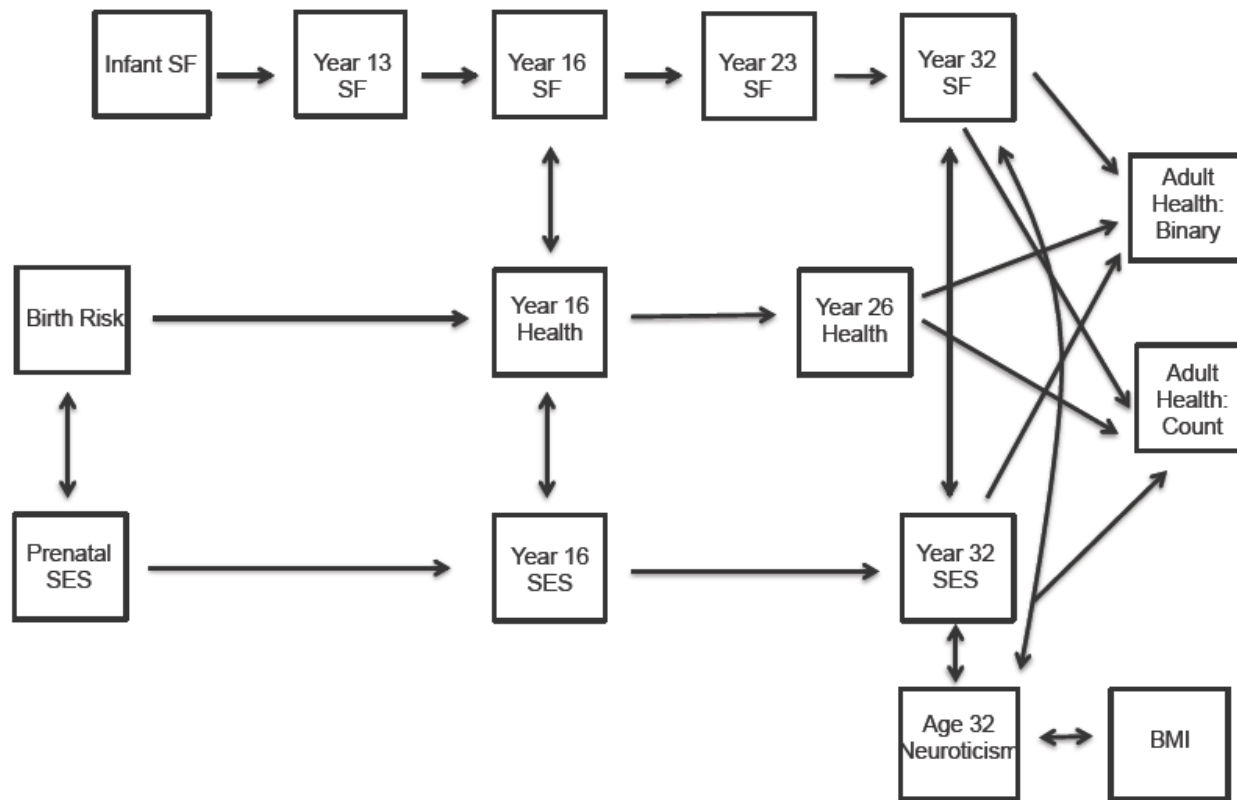 Infant SF
Year 13
SF
Year 16
SF
Year 23
SF
Year 32
SF
Adult
Health:
Binary
Birth Risk
Year 16
Health
Year 26
Health
Adult
Health:
Count
Prenatal
SES
Year 16
SES
Year 32
SES
Age 32
Neuroticism
BMI